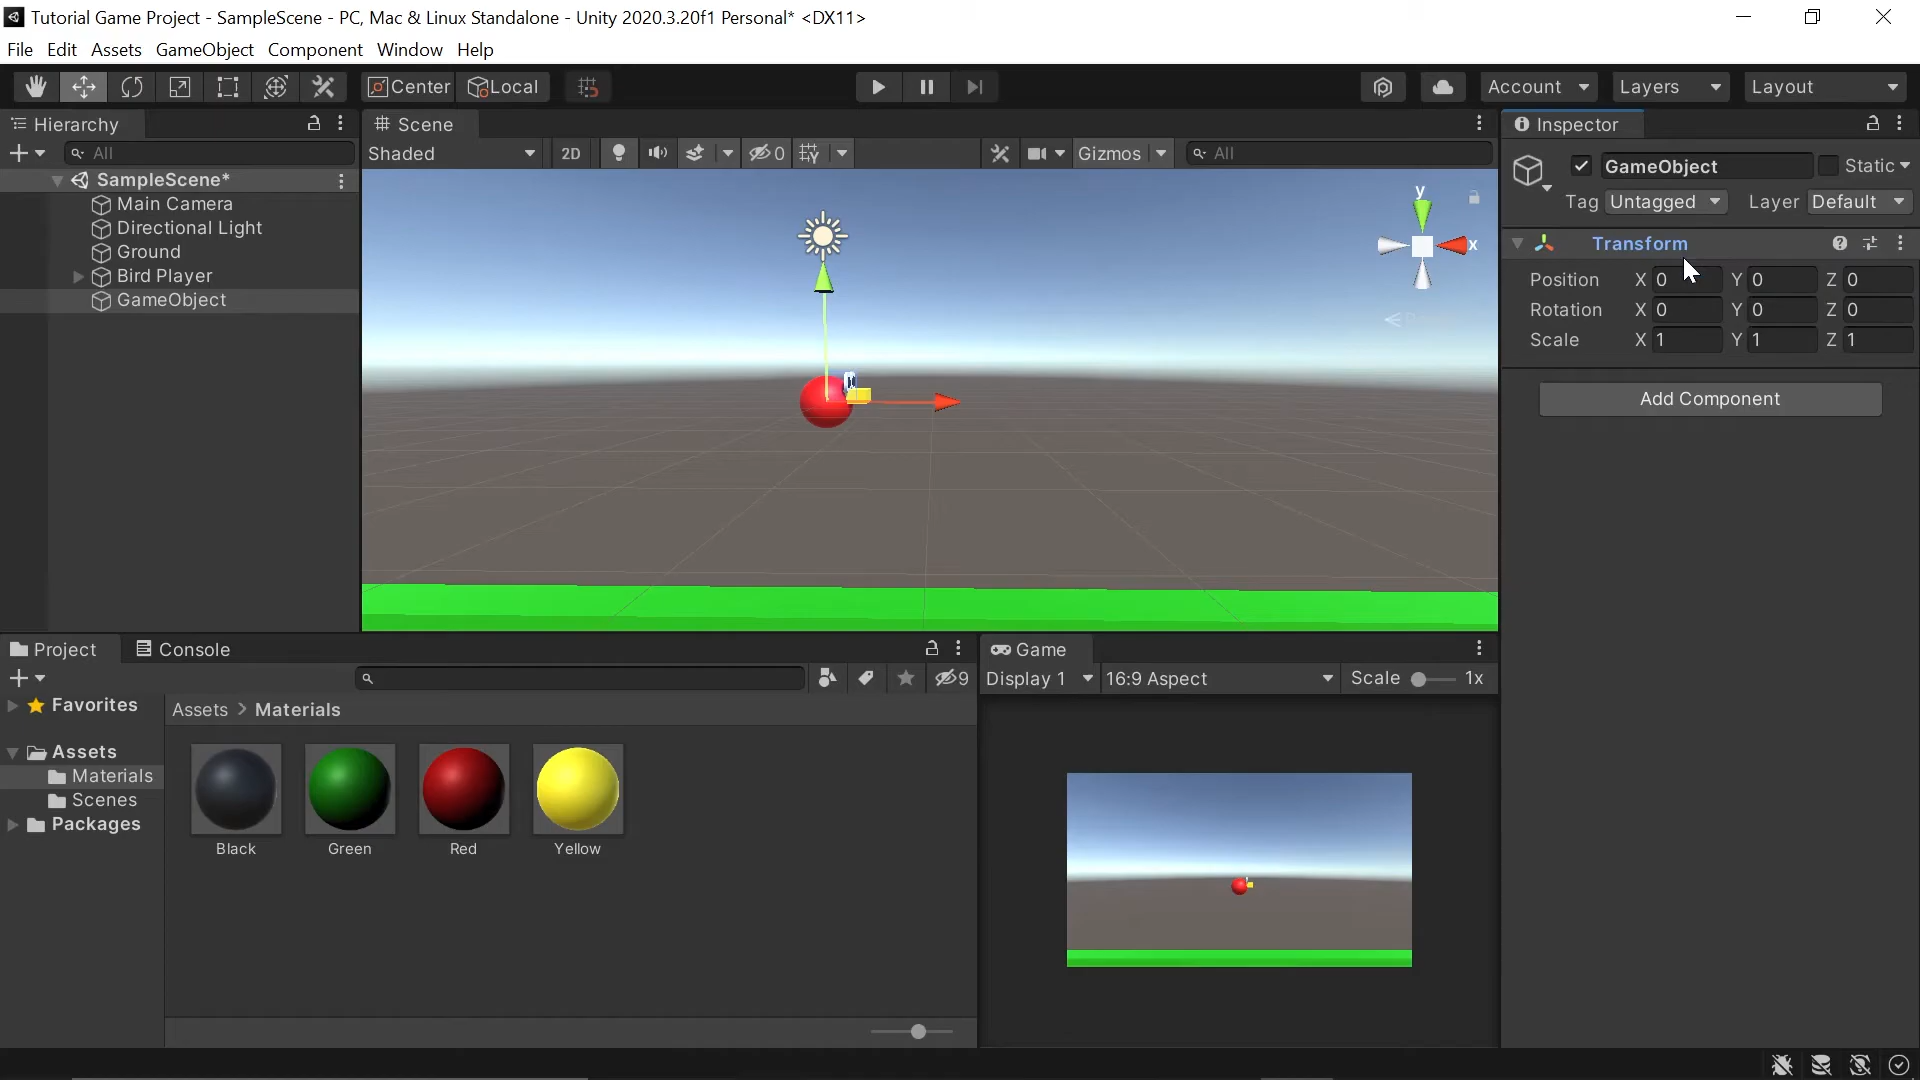 Tutorial Game Project - SampleScene - PC, Mac & Linux Standalone - Unity 2020.3.20f1 Personal* <DX11>
File Edit Assets GameObject Component Window Help
Center Local Account Layers Layout
Hierarchy
All
SampleScene*
Main Camera
Directional Light
Ground
Bird Player
GameObject
Scene
Shaded 2D 0 Gizmos All
y
x
Inspector
GameObject Static
Tag Untagged Layer Default
Transform
Position X 0 Y 0 Z 0
Rotation X 0 Y 0 Z 0
Scale X 1 Y 1 Z 1
Add Component
Project Console
9
Favorites
Assets
Materials
Scenes
Packages
Assets > Materials
Black Green Red Yellow
Game
Display 1 16:9 Aspect Scale 1x